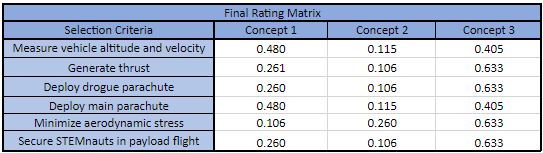 Final Rating Matrix
Selection Criteria Concept 1 Concept 2 Concept 3
Measure vehicle altitude and velocity 0.480 0.115 0.405
Generate thrust 0.261 0.106 0.633
Deploy drogue parachute 0.260 0.106 0.633
Deploy main parachute 0.480 0.115 0.405
Minimize aerodynamic stress 0.106 0.260 0.633
Secure STEMnauts in payload flight 0.260 0.106 0.633